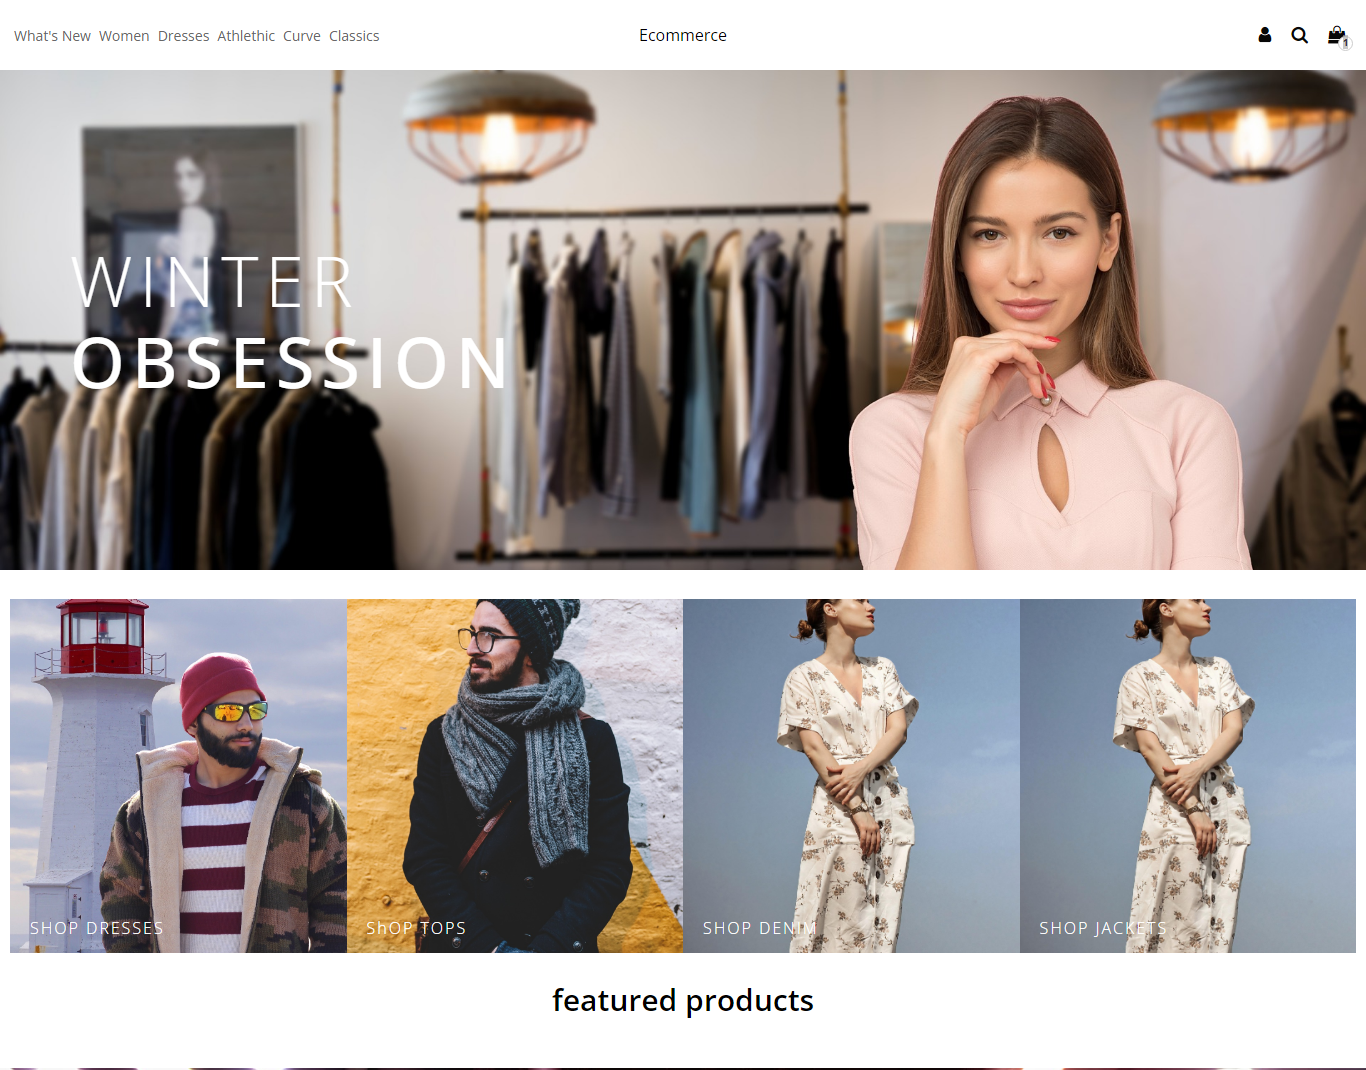 What's New Women Dresses Athlethic Curve Classics
Ecommerce
1
WINTER
OBSESSION
SHOP DRESSES
ShOP TOPS
SHOP DENIM
SHOP JACKETS
featured products